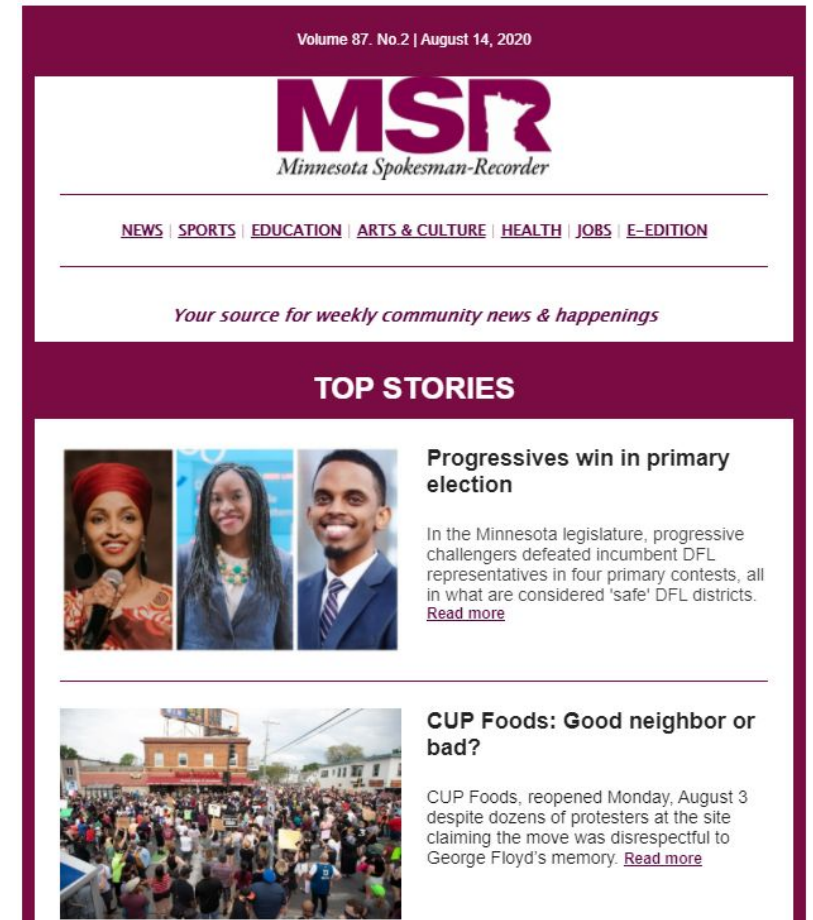 Volume 87. No.2 | August 14, 2020
MSR
Minnesota Spokesman-Recorder
NEWS | SPORTS | EDUCATION | ARTS & CULTURE | HEALTH | JOBS | E-EDITION
Your source for weekly community news & happenings
TOP STORIES
Progressives win in primary
election
In the Minnesota legislature, progressive
challengers defeated incumbent DFL
representatives in four primary contests, all
in what are considered 'safe' DFL districts.
Read more
CUP Foods: Good neighbor or
bad?
CUP Foods, reopened Monday, August 3
despite dozens of protesters at the site
claiming the move was disrespectful to
George Floyd's memory. Read more